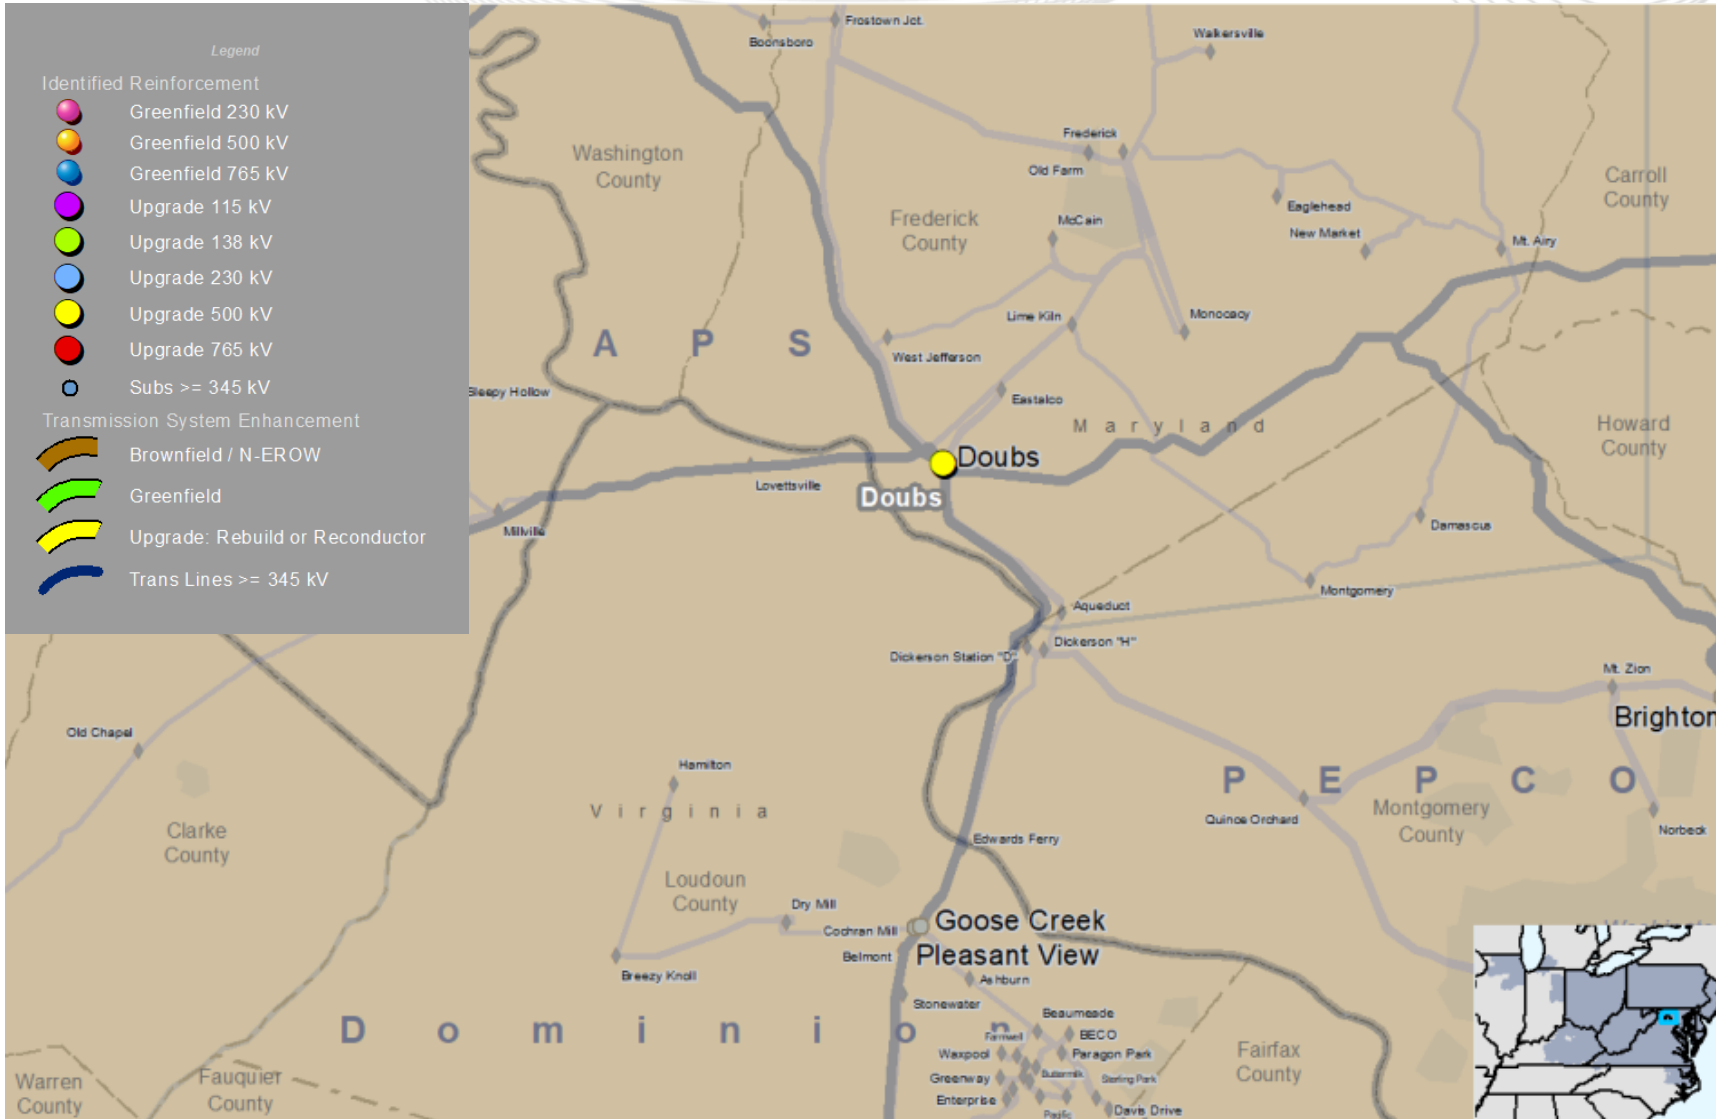 Legend
Identified Reinforcement
Greenfield 230 kV
Greenfield 500 kV
Greenfield 765 kV
Upgrade 115 kV
Upgrade 138 kV
Upgrade 230 kV
Upgrade 500 kV
Upgrade 765 kV
Subs >= 345 kV
Transmission System Enhancement
Brownfield / N-EROW
Greenfield
Upgrade: Rebuild or Reconductor
Trans Lines >= 345 kV
Frostown Jct.
Boonsboro
Walkersville
Washington
County
Frederick
Old Farm
Carroll
County
Eaglehead
Frederick
County
McCain
New Market
Mt. Airy
Lime Kiln
Monocacy
A P S
West Jefferson
Sleepy Hollow
Eastalco
Maryland
Howard
County
Doubs
Doubs
Lovettsville
Millville
Damascus
Montgomery
Aqueduct
Dickerson "H"
Dickerson Station "D"
Mt. Zion
Brighton
Old Chapel
Hamilton
Virginia
P E P C O
Montgomery
County
Quince Orchard
Norbeck
Clarke
County
Edwards Ferry
Loudoun
County
Dry Mill
Cochran Mill
Goose Creek
Belmont
Pleasant View
Breezy Knoll
Ashburn
Stonewater
Dominion
Beaumeade
Farmwell
BECO
Waxpool
Paragon Park
Greenway
Buttermilk
Sterling Park
Enterprise
Pacific
Davis Drive
Fairfax
County
Warren
County
Fauquier
County